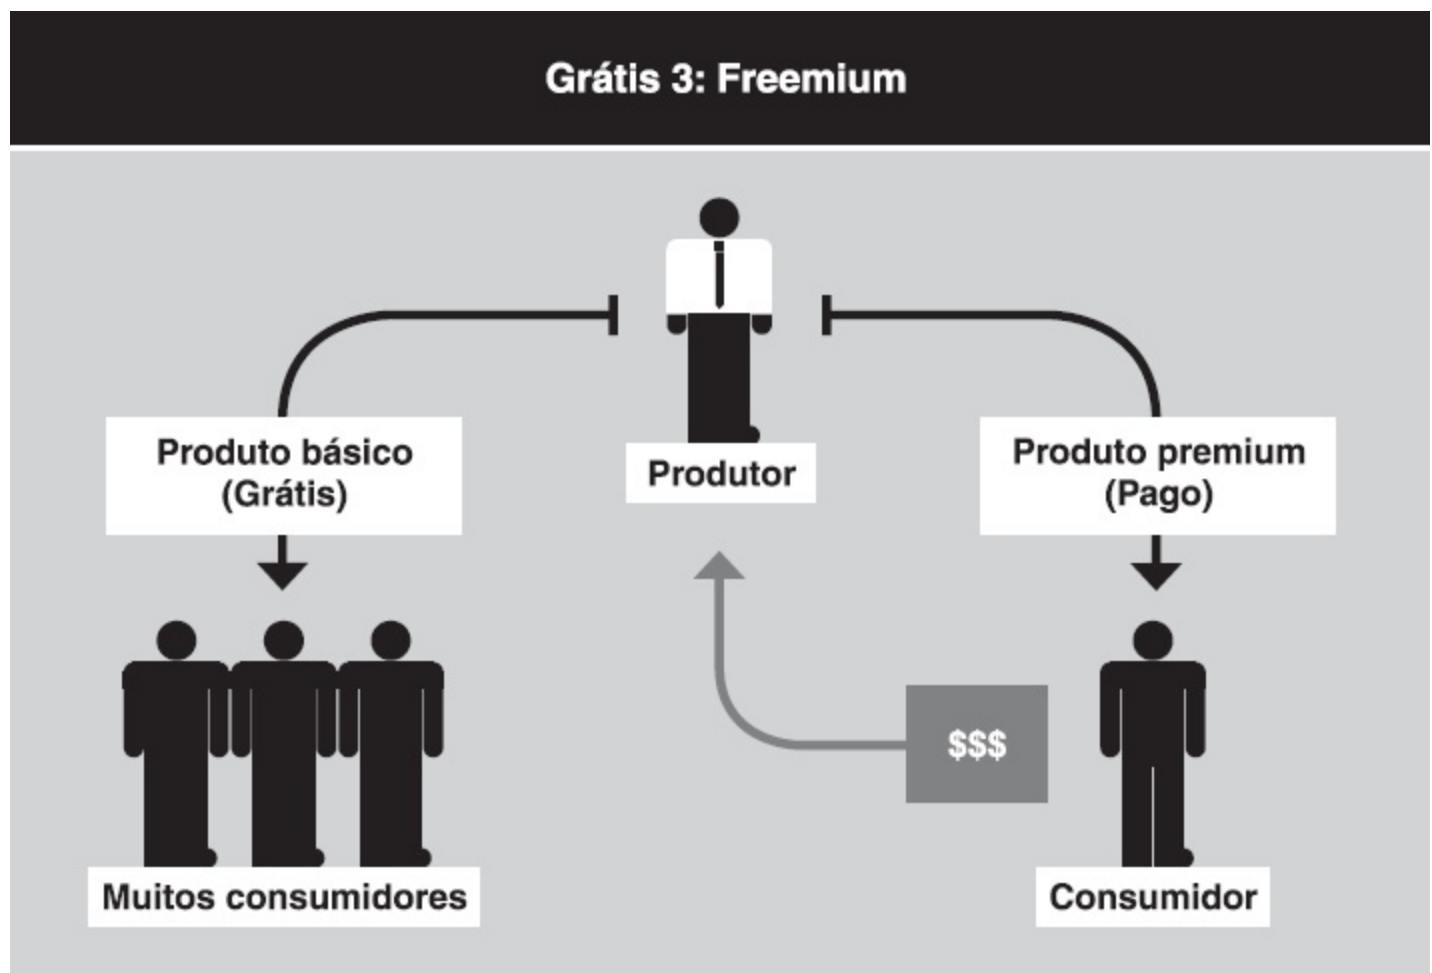 Grátis 3: Freemium
Produto básico
(Grátis)
Produtor
Produto premium
(Pago)
$$$
Muitos consumidores
Consumidor